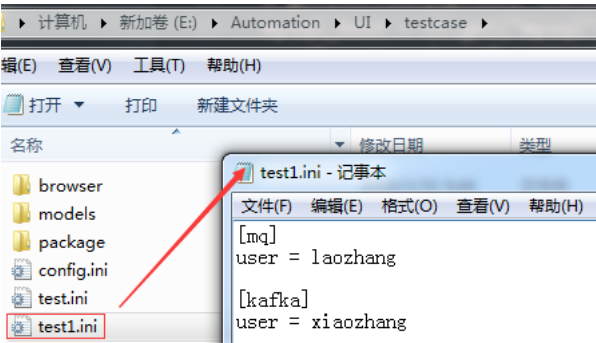 计算机 新加卷 (E:) Automation UI testcase
辑(E) 查看(V) 工具(T) 帮助(H)
打开 打印 新建文件夹
名称 修改日期 类型
browser
models
package
config.ini
test.ini
test1.ini
test1.ini - 记事本
文件(F) 编辑(E) 格式(O) 查看(V) 帮助(H)
[mq]
user = laozhang
[kafka]
user = xiaozhang